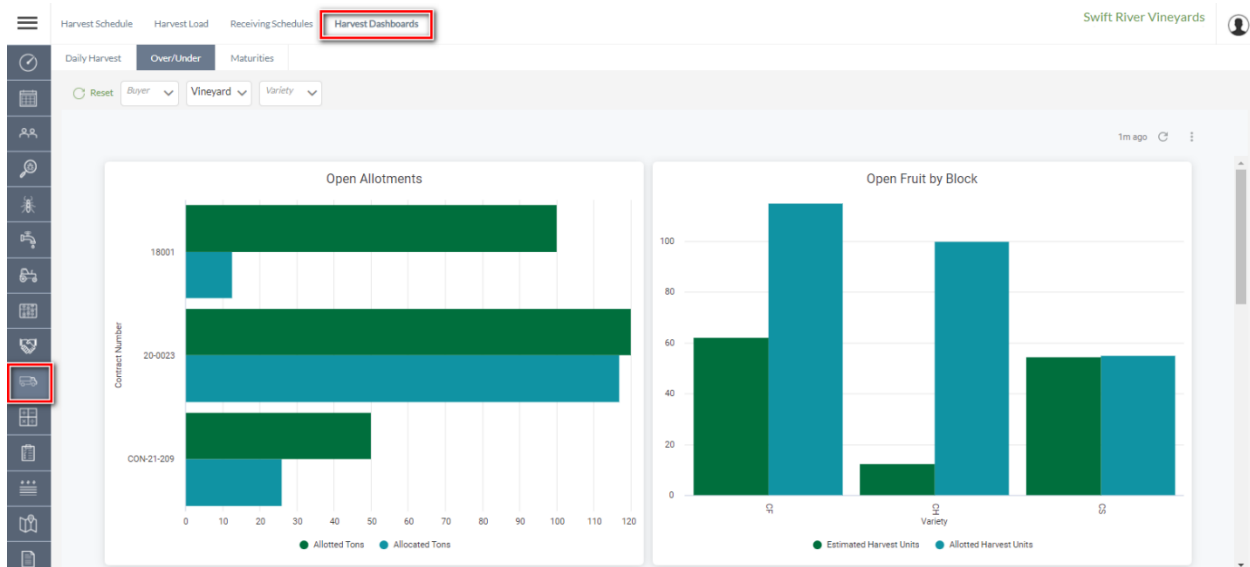 Harvest Schedule Harvest Load Receiving Schedules Harvest Dashboards Swift River Vineyards
Daily Harvest Over/Under Maturities
Reset Buyer Vineyard Variety
1m ago
Open Allotments
Contract Number
18001
20-0023
CON-21-209
0 10 20 30 40 50 60 70 80 90 100 110 120
Allotted Tons Allocated Tons
Open Fruit by Block
100
80
60
40
20
0
CF CH CS
Variety
Estimated Harvest Units Allotted Harvest Units